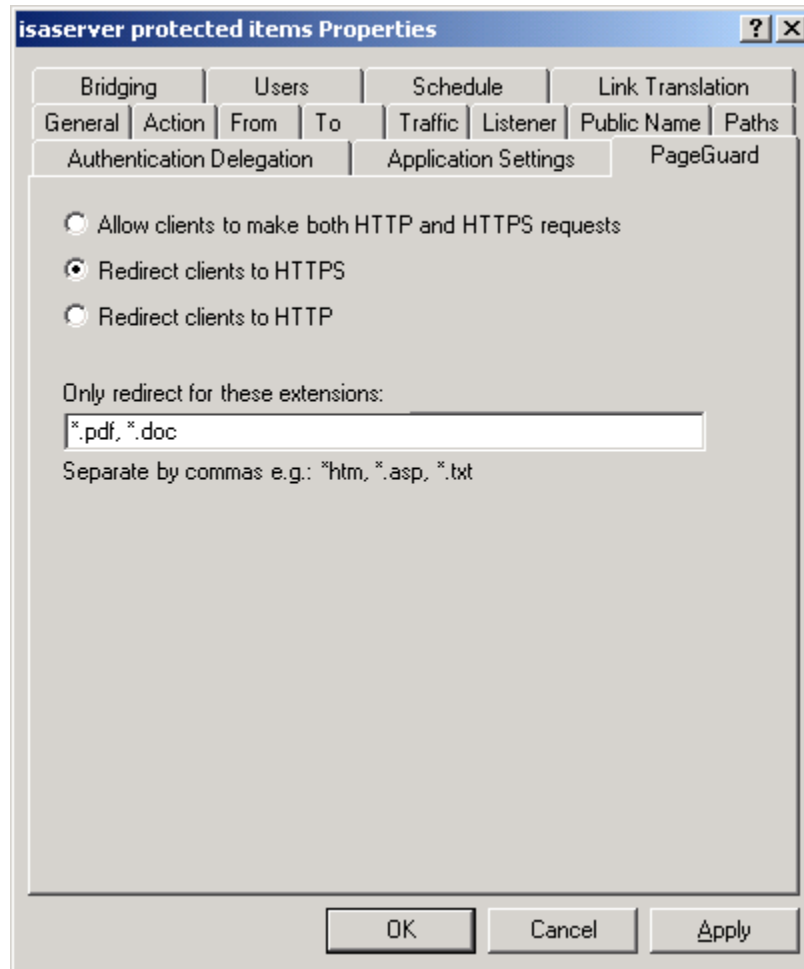 isaserver protected items Properties
Bridging Users Schedule Link Translation
General Action From To Traffic Listener Public Name Paths
Authentication Delegation Application Settings PageGuard
Allow clients to make both HTTP and HTTPS requests
Redirect clients to HTTPS
Redirect clients to HTTP
Only redirect for these extensions:
*.pdf, *.doc
Separate by commas e.g.: *htm, *.asp, *.txt
OK Cancel Apply